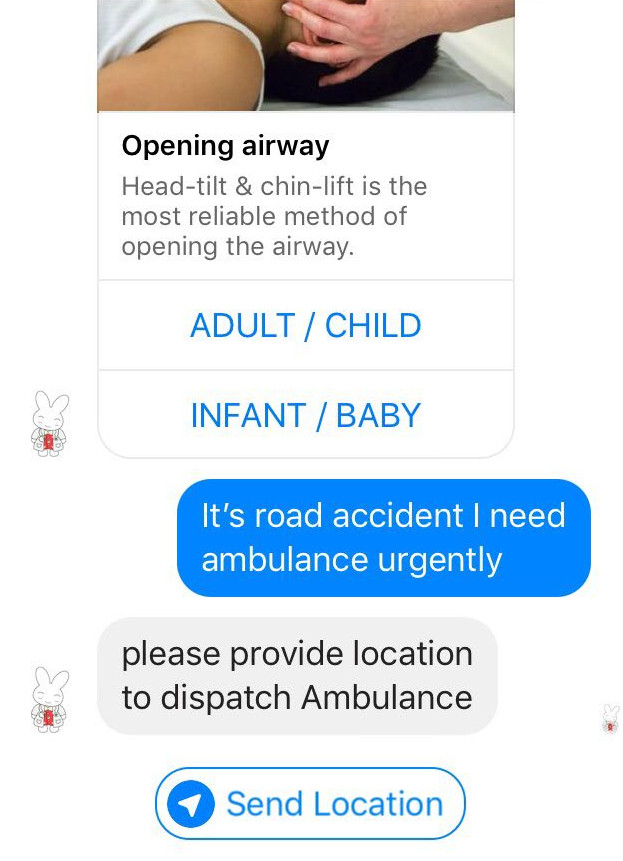 Opening airway
Head-tilt & chin-lift is the
most reliable method of
opening the airway.
ADULT / CHILD
INFANT / BABY
It’s road accident I need
ambulance urgently
please provide location
to dispatch Ambulance
Send Location